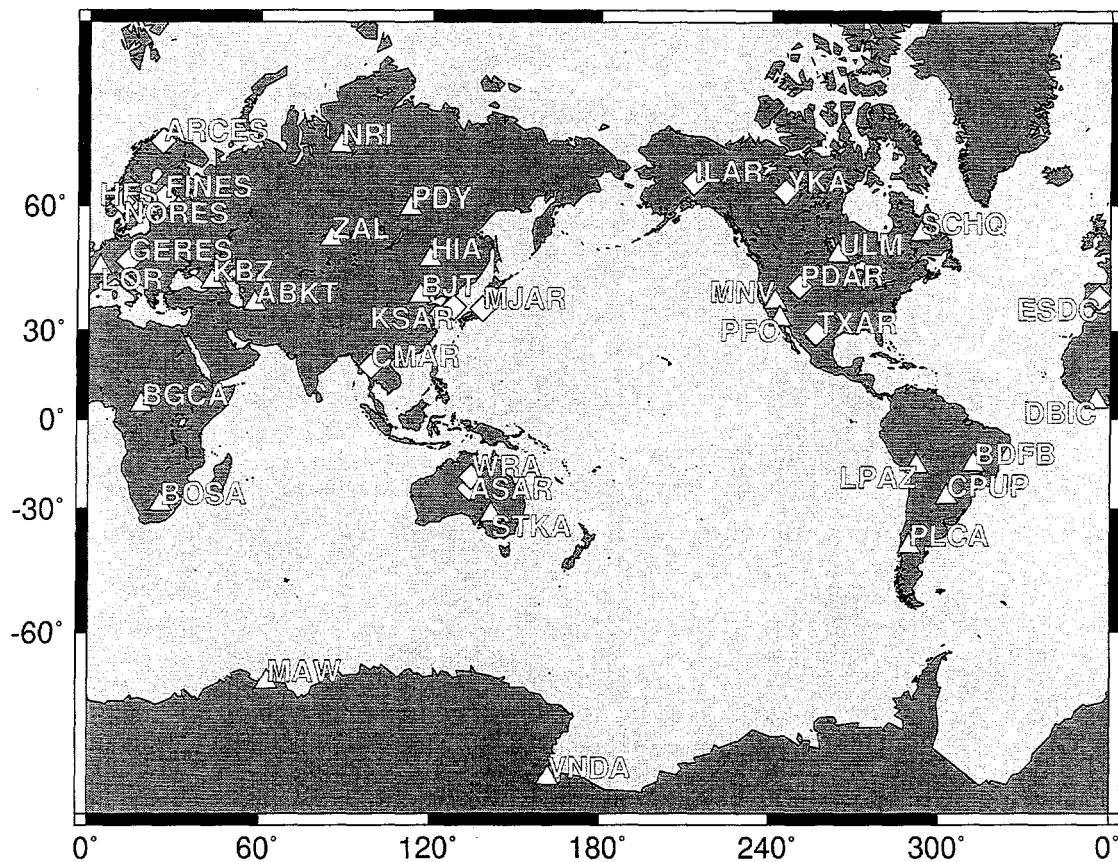 ARCES
NRI
ILAR
YKA
HFS
FINES
NORES
PDY
60°
SCHQ
ZAL
GERES
HIA
ULM
LOR
KBZ
BJT
PDAR
ABKT
MJAR
MNV
ESDC
KSAR
PFO
TXAR
30°
CMAR
BGCA
DBIC
0°
WRA
BDFB
LPAZ
BOSA
ASAR
CPUP
-30°
STKA
PLCA
-60°
MAW
VNDA
0° 60° 120° 180° 240° 300° 0°